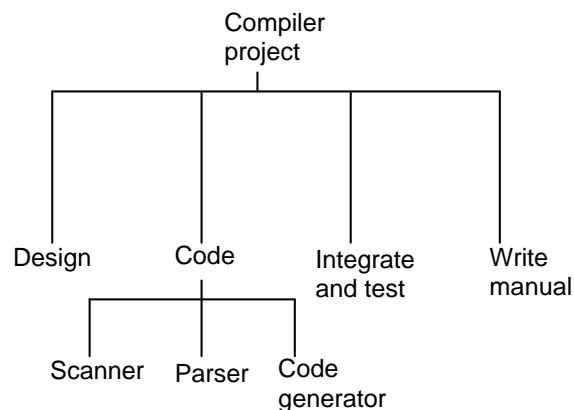 Compiler
project
Design
Code
Integrate
and test
Write
manual
Scanner
Parser
Code
generator